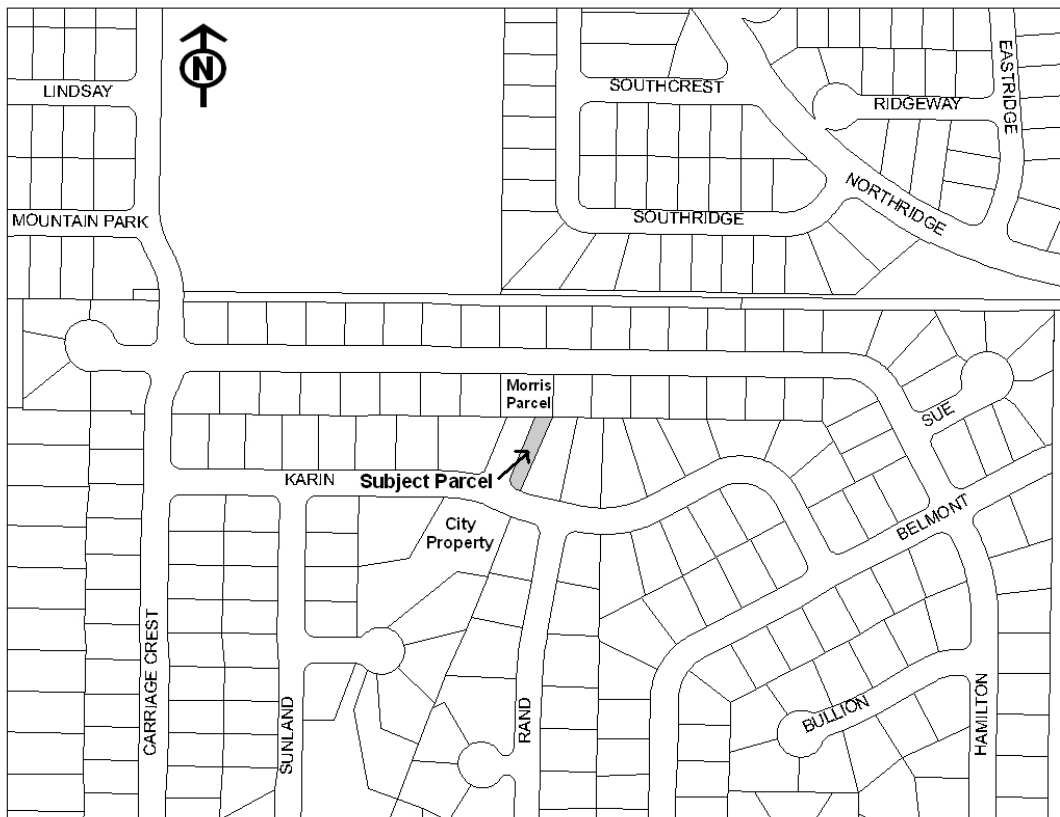 N
LINDSAY
SOUTHCREST
RIDGEWAY
EASTRIDGE
MOUNTAIN PARK
SOUTHRIDGE
NORTHRIDGE
Morris
Parcel
SUE
KARIN
Subject Parcel
City
Property
BELMONT
CARRIAGE CREST
SUNLAND
RAND
BULLION
HAMILTON